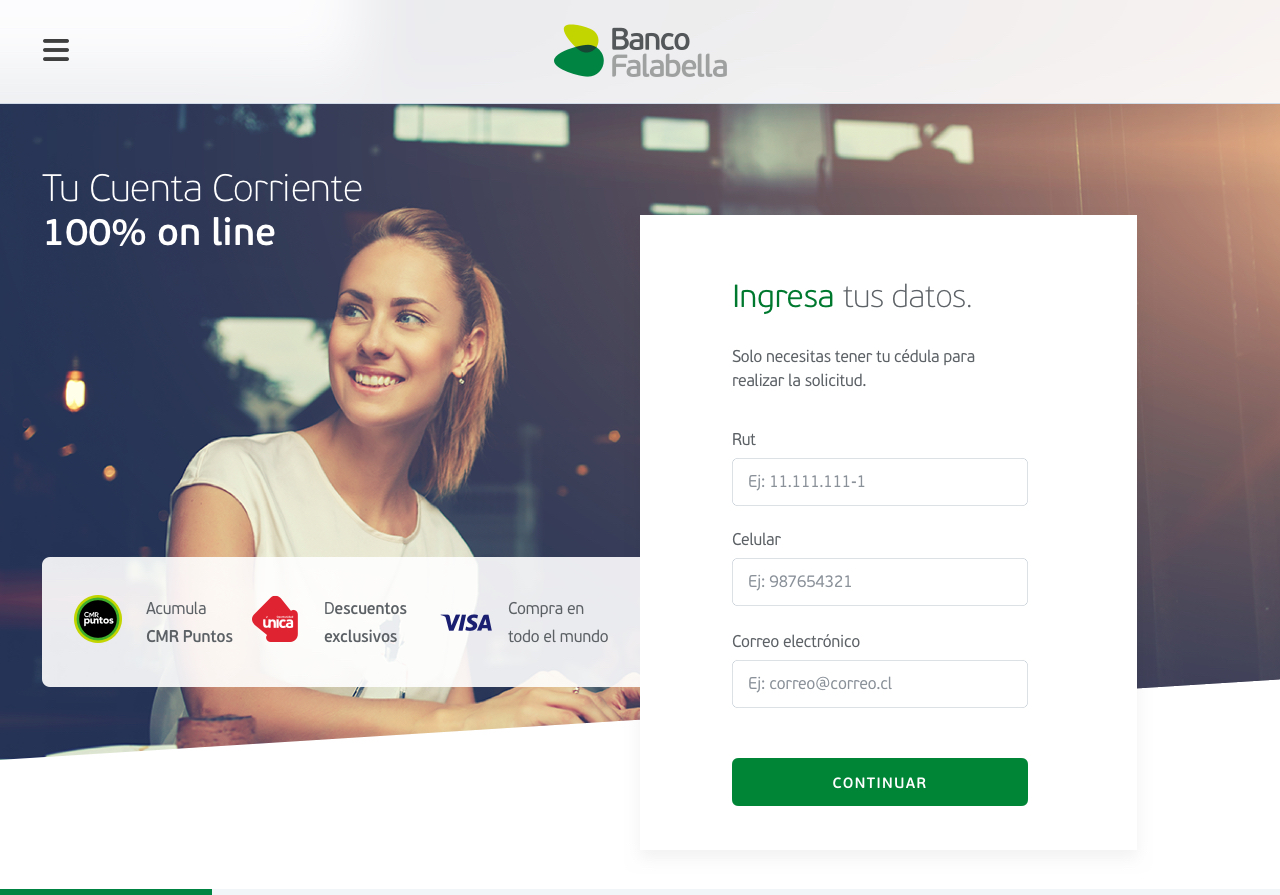 Banco
Falabella
Tu Cuenta Corriente
100% on line
Ingresa tus datos.
Solo necesitas tener tu cédula para
realizar la solicitud.
Rut
Ej: 11.111.111-1
Celular
Ej: 987654321
Correo electrónico
Ej: correo@correo.cl
CONTINUAR
CMR
puntos
Acumula
CMR Puntos
única
Descuentos
exclusivos
VISA
Compra en
todo el mundo